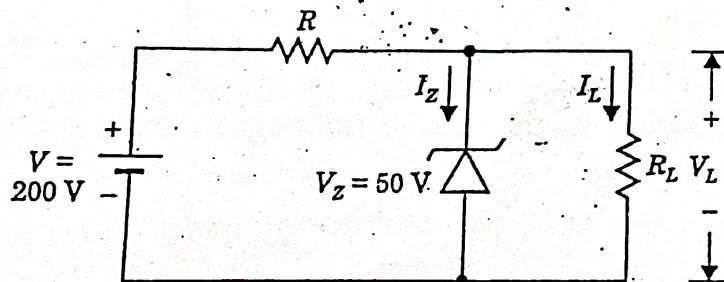 R
I_Z
I_L
+
V =
200 V
−
V_Z = 50 V
R_L
+
V_L
−